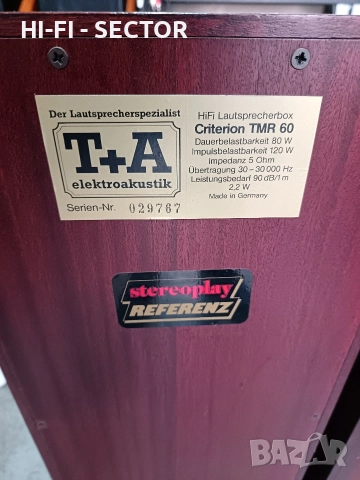 HI-FI - SECTOR
Der Lautsprecherspezialist
T+A
elektroakustik
Serien-Nr. 029767
HiFi Lautsprecherbox
Criterion TMR 60
Dauerbelastbarkeit 80 W
Impulsbelastbarkeit 120 W
impedanz 5 Ohm
Übertragung 30-30 000 Hz
Leistungsbedarf 90 dB/1 m
2,2 W
Made in Germany
stereoplay
REFERENZ
BAZAR
bg